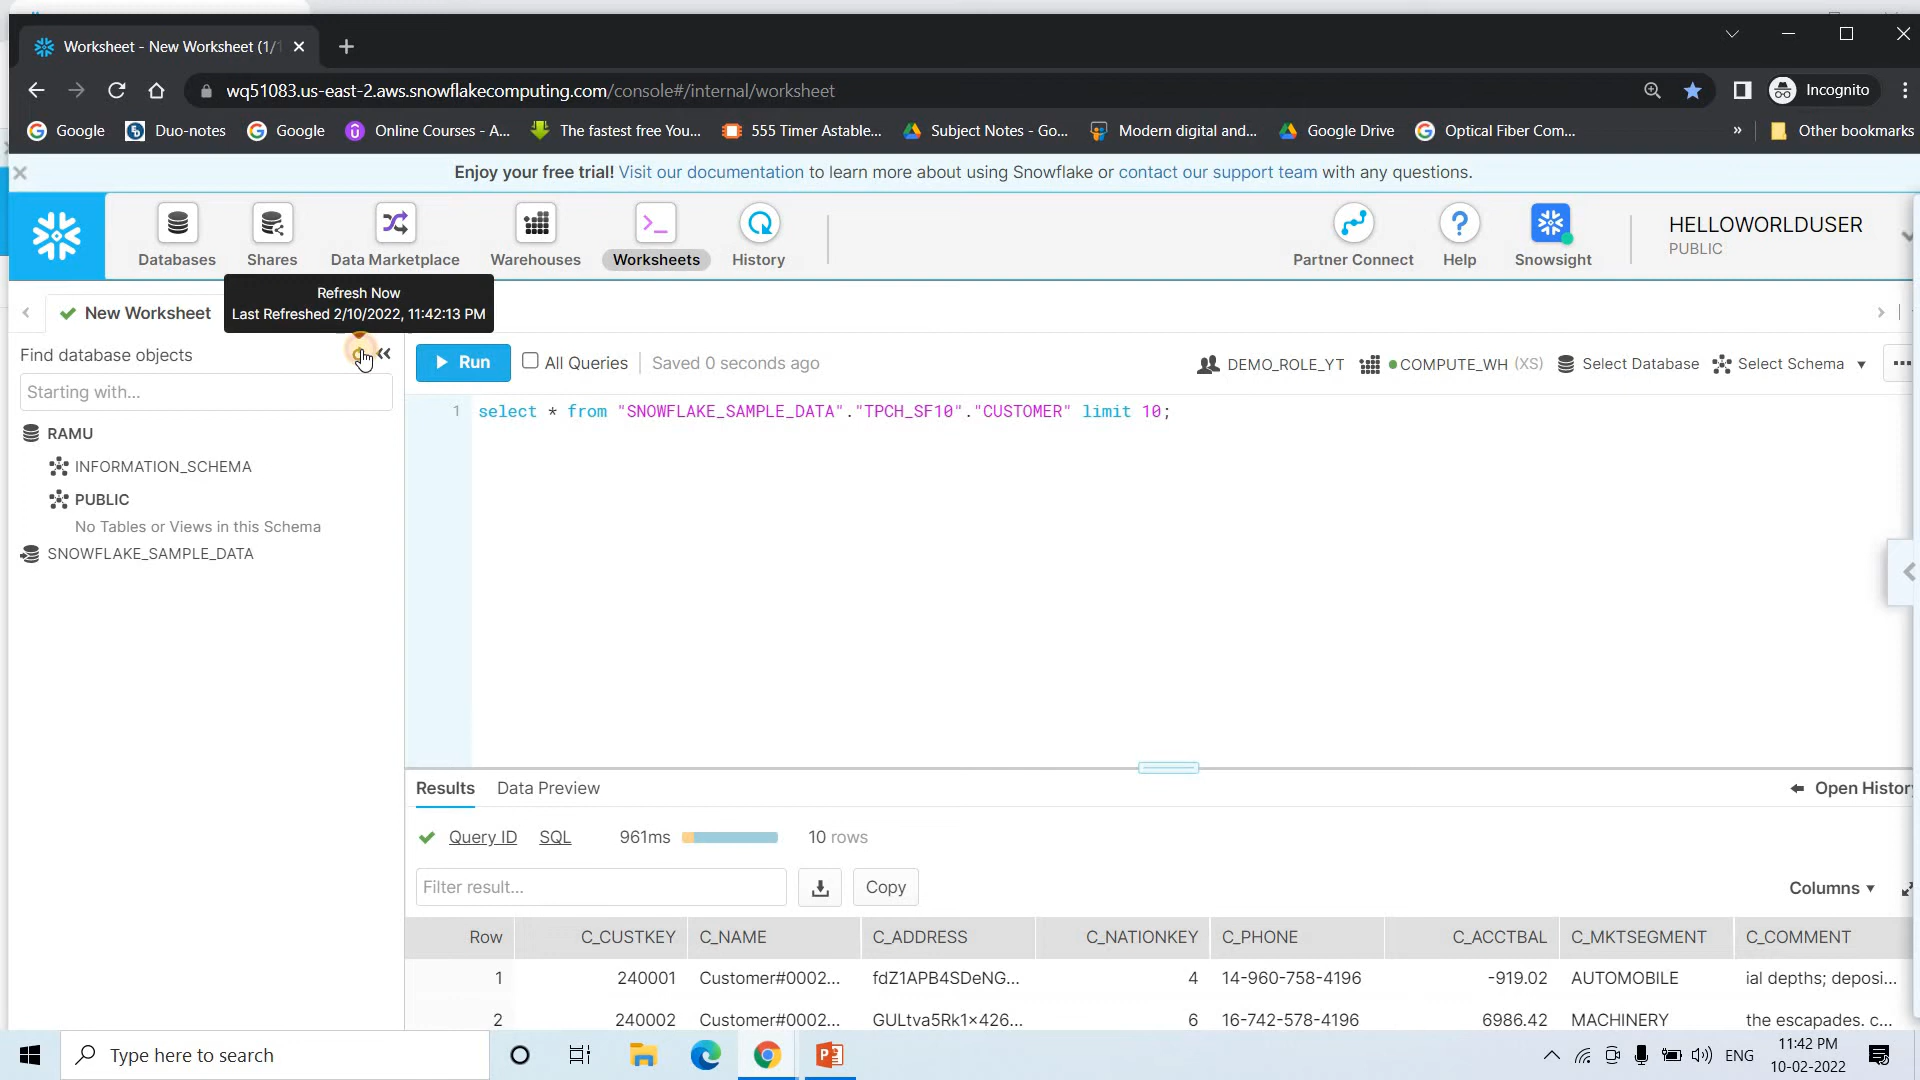 Worksheet - New Worksheet (1/1
wq51083.us-east-2.aws.snowflakecomputing.com/console#/internal/worksheet
Incognito
Google
Duo-notes
Google
Online Courses - A...
The fastest free You...
555 Timer Astable...
Subject Notes - Go...
Modern digital and...
Google Drive
Optical Fiber Com...
»
Other bookmarks
Enjoy your free trial! Visit our documentation to learn more about using Snowflake or contact our support team with any questions.
Databases
Shares
Data Marketplace
Warehouses
Worksheets
History
Partner Connect
Help
Snowsight
HELLOWORLDUSER
PUBLIC
Refresh Now
Last Refreshed 2/10/2022, 11:42:13 PM
New Worksheet
Find database objects
Starting with...
RAMU
INFORMATION_SCHEMA
PUBLIC
No Tables or Views in this Schema
SNOWFLAKE_SAMPLE_DATA
Run
All Queries
Saved 0 seconds ago
DEMO_ROLE_YT
COMPUTE_WH (XS)
Select Database
Select Schema
1 select * from "SNOWFLAKE_SAMPLE_DATA"."TPCH_SF10"."CUSTOMER" limit 10;
Results
Data Preview
Open History
Query ID
SQL
961ms
10 rows
Filter result...
Copy
Columns
Row C_CUSTKEY C_NAME C_ADDRESS C_NATIONKEY C_PHONE C_ACCTBAL C_MKTSEGMENT C_COMMENT
1 240001 Customer#0002... fdZ1APB4SDeNG... 4 14-960-758-4196 -919.02 AUTOMOBILE ial depths; deposi...
2 240002 Customer#0002... GULtva5Rk1×426... 6 16-742-578-4196 6986.42 MACHINERY the escapades. c...
Type here to search
ENG
11:42 PM
10-02-2022